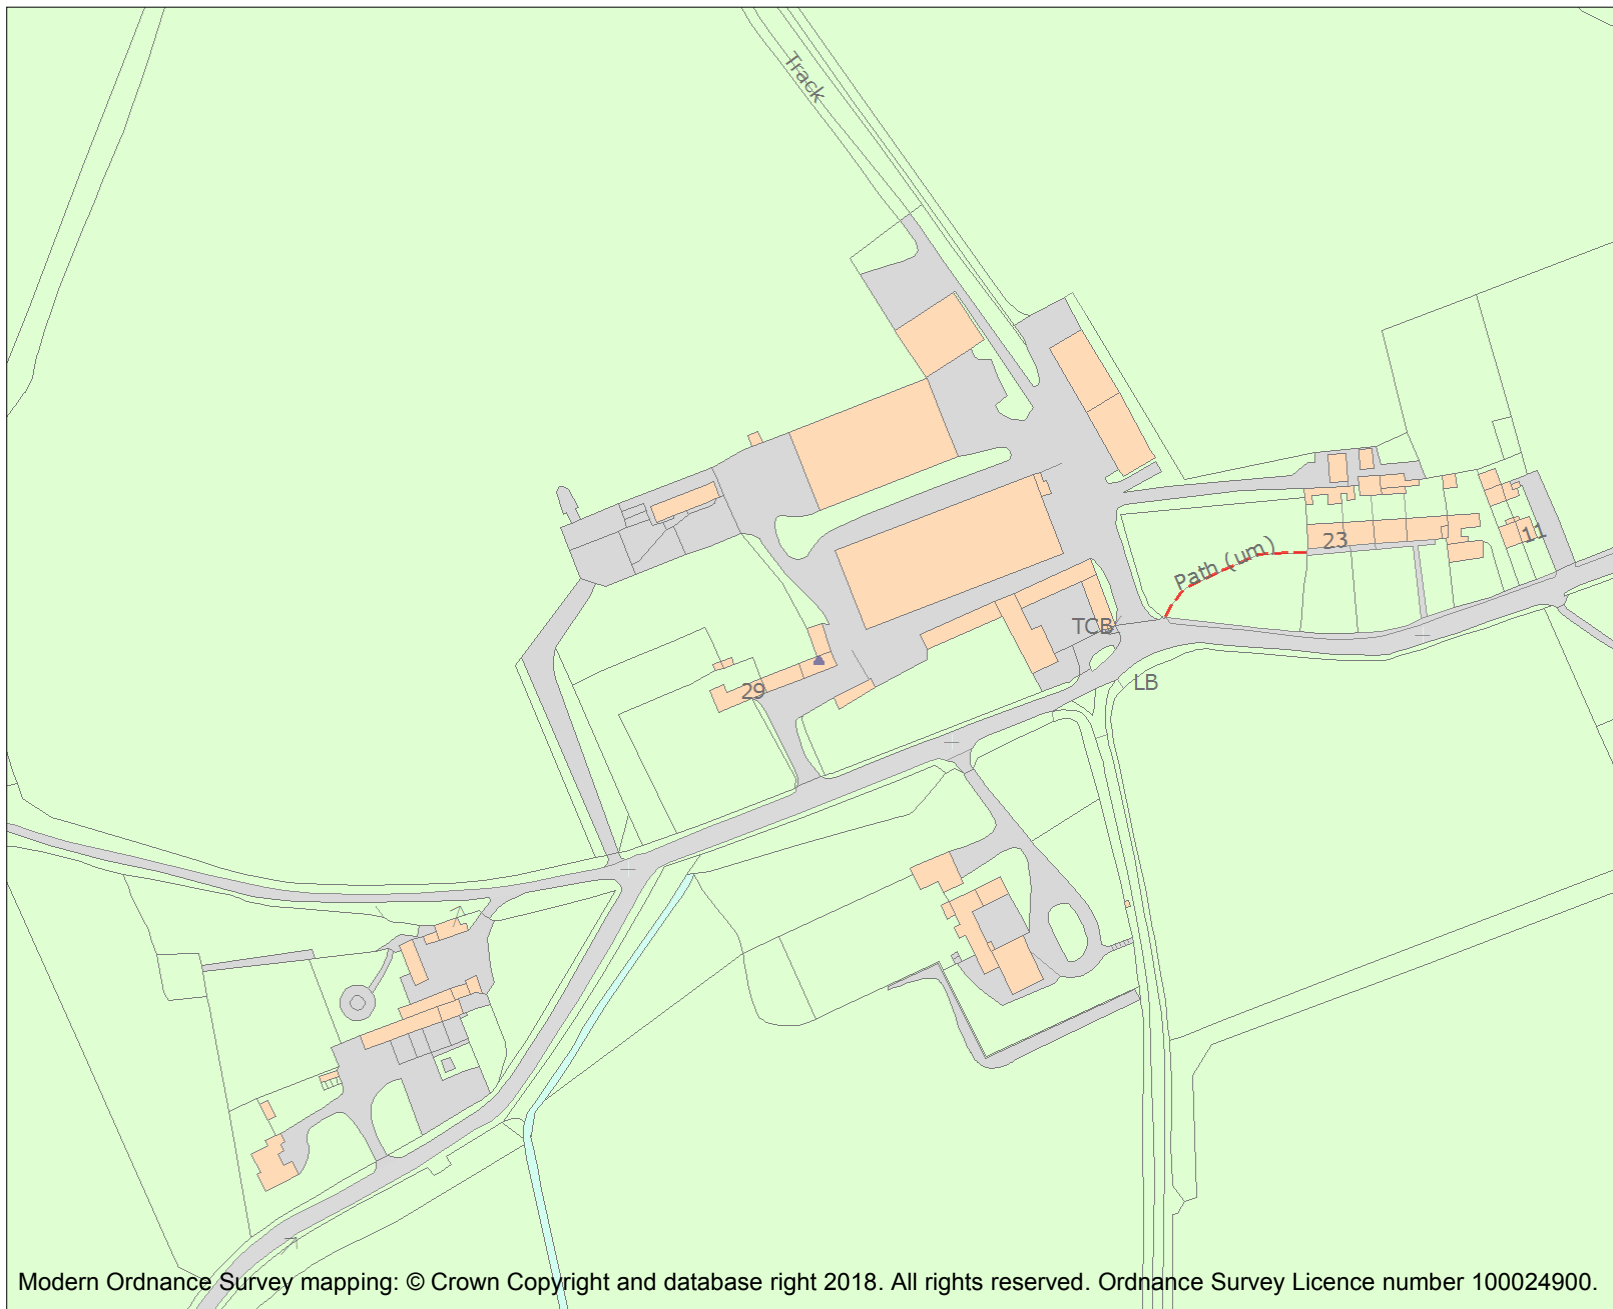 Track
23
11
Path (um)
TCB
LB
29
Modern Ordnance Survey mapping: © Crown Copyright and database right 2018. All rights reserved. Ordnance Survey Licence number 100024900.